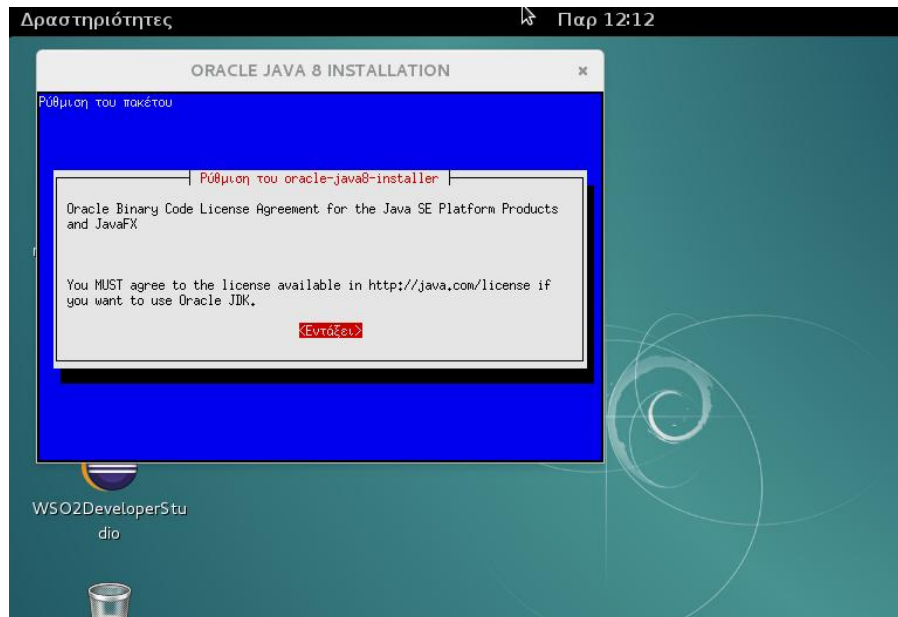 Δραστηριότητες
Παρ 12:12
ORACLE JAVA 8 INSTALLATION
Ρύθμιση του πακέτου
Ρύθμιση του oracle-java8-installer
Oracle Binary Code License Agreement for the Java SE Platform Products
and JavaFX
You MUST agree to the license available in http://java.com/license if
you want to use Oracle JDK.
<Εντάξει>
WSO2DeveloperStu
dio